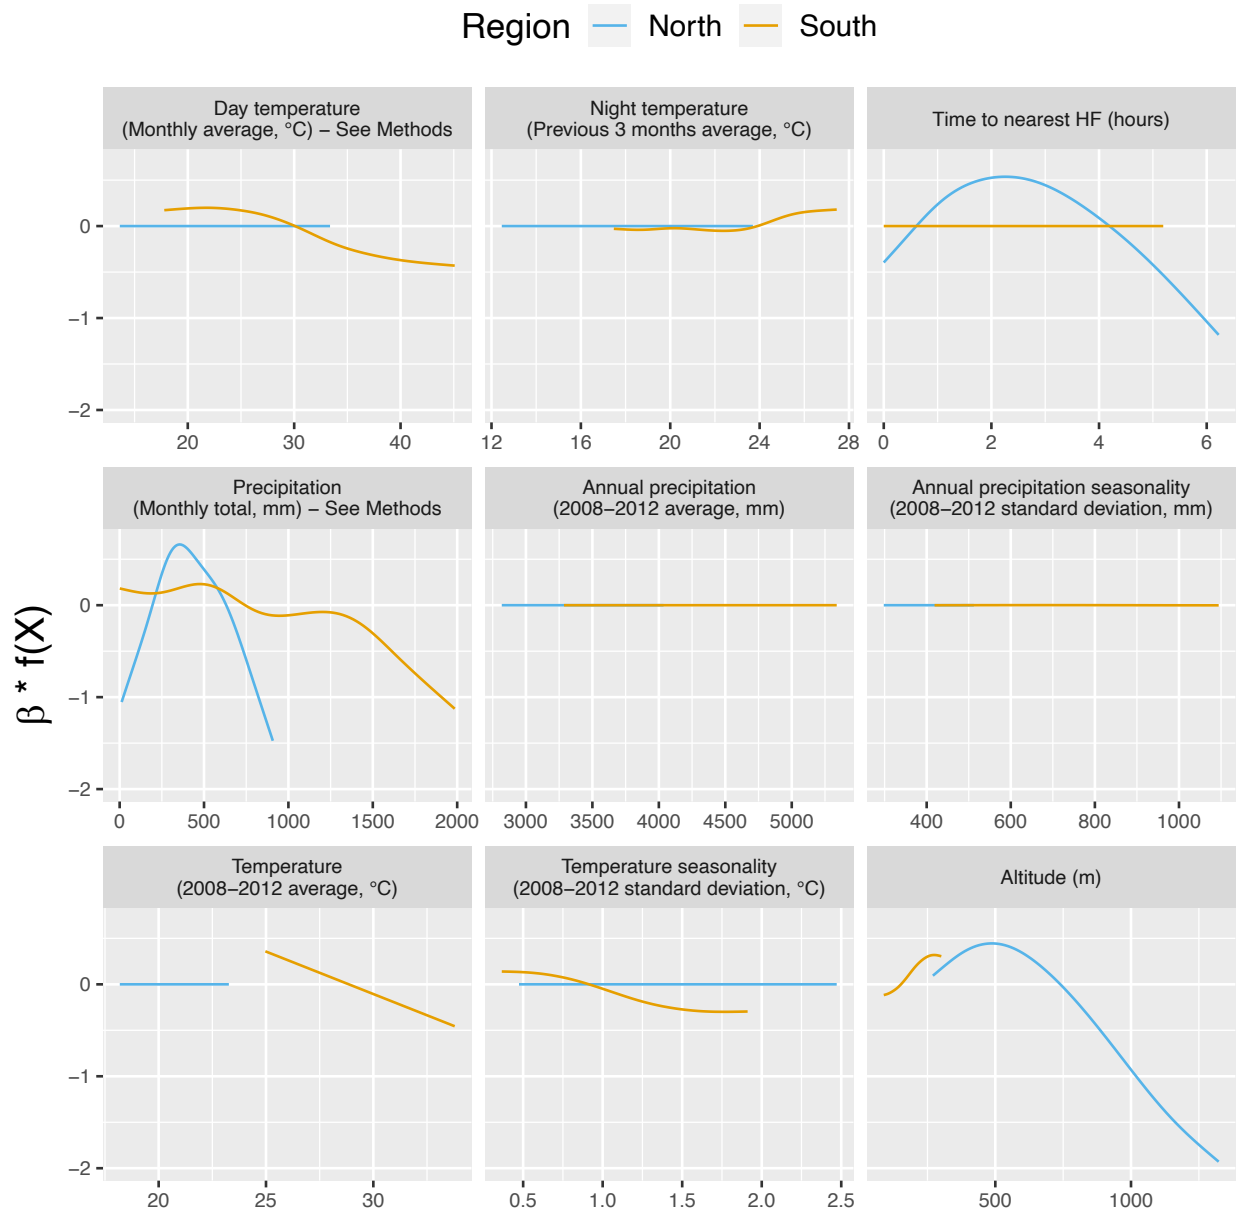 Region North South
Day temperature
(Monthly average, °C) – See Methods
Night temperature
(Previous 3 months average, °C)
Time to nearest HF (hours)
0
−1
−2
20 30 40
12 16 20 24 28
0 2 4 6
Precipitation
(Monthly total, mm) – See Methods
Annual precipitation
(2008–2012 average, mm)
Annual precipitation seasonality
(2008–2012 standard deviation, mm)
β * f(X)
0
−1
−2
0 500 1000 1500 2000
3000 3500 4000 4500 5000
400 600 800 1000
Temperature
(2008–2012 average, °C)
Temperature seasonality
(2008–2012 standard deviation, °C)
Altitude (m)
0
−1
−2
20 25 30
0.5 1.0 1.5 2.0 2.5
500 1000